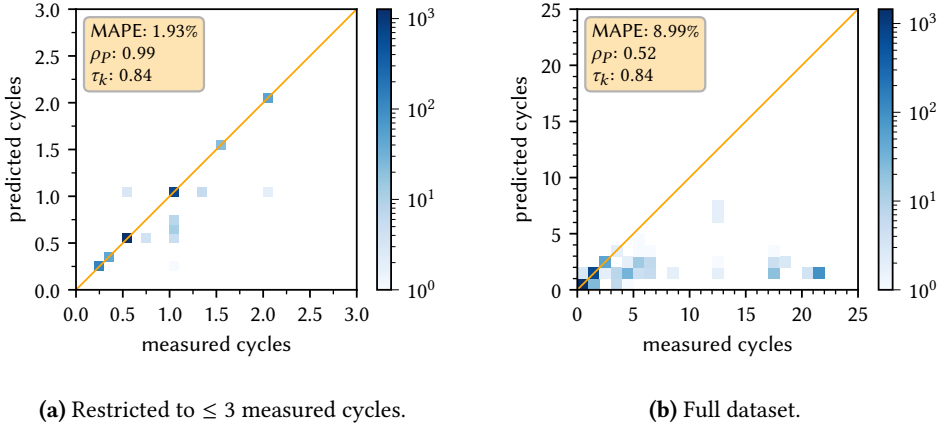 3.0
2.5
2.0
1.5
1.0
0.5
0.0
predicted cycles
MAPE: 1.93%
ρP: 0.99
τk: 0.84
0.0 0.5 1.0 1.5 2.0 2.5 3.0
measured cycles
10³
10²
10¹
10⁰
(a) Restricted to ≤ 3 measured cycles.
25
20
15
10
5
0
predicted cycles
MAPE: 8.99%
ρP: 0.52
τk: 0.84
0 5 10 15 20 25
measured cycles
10³
10²
10¹
10⁰
(b) Full dataset.